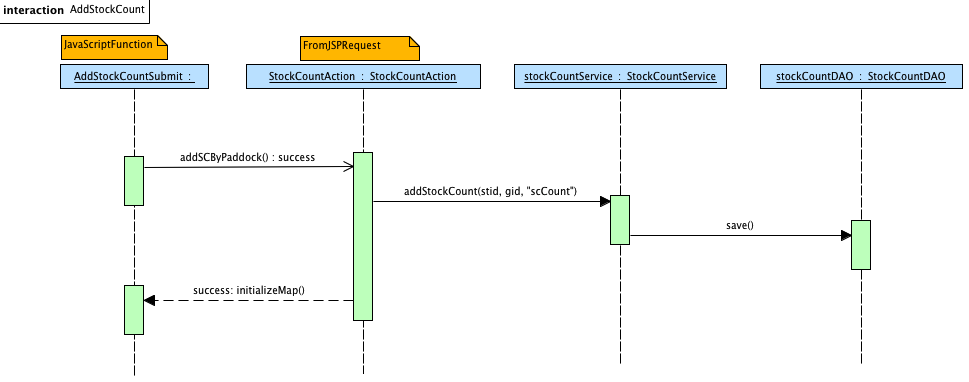 interaction AddStockCount
JavaScriptFunction
FromJSPRequest
AddStockCountSubmit :
StockCountAction : StockCountAction
stockCountService : StockCountService
stockCountDAO : StockCountDAO
addSCByPaddock() : success
addStockCount(stid, gid, "scCount")
save()
success: initializeMap()